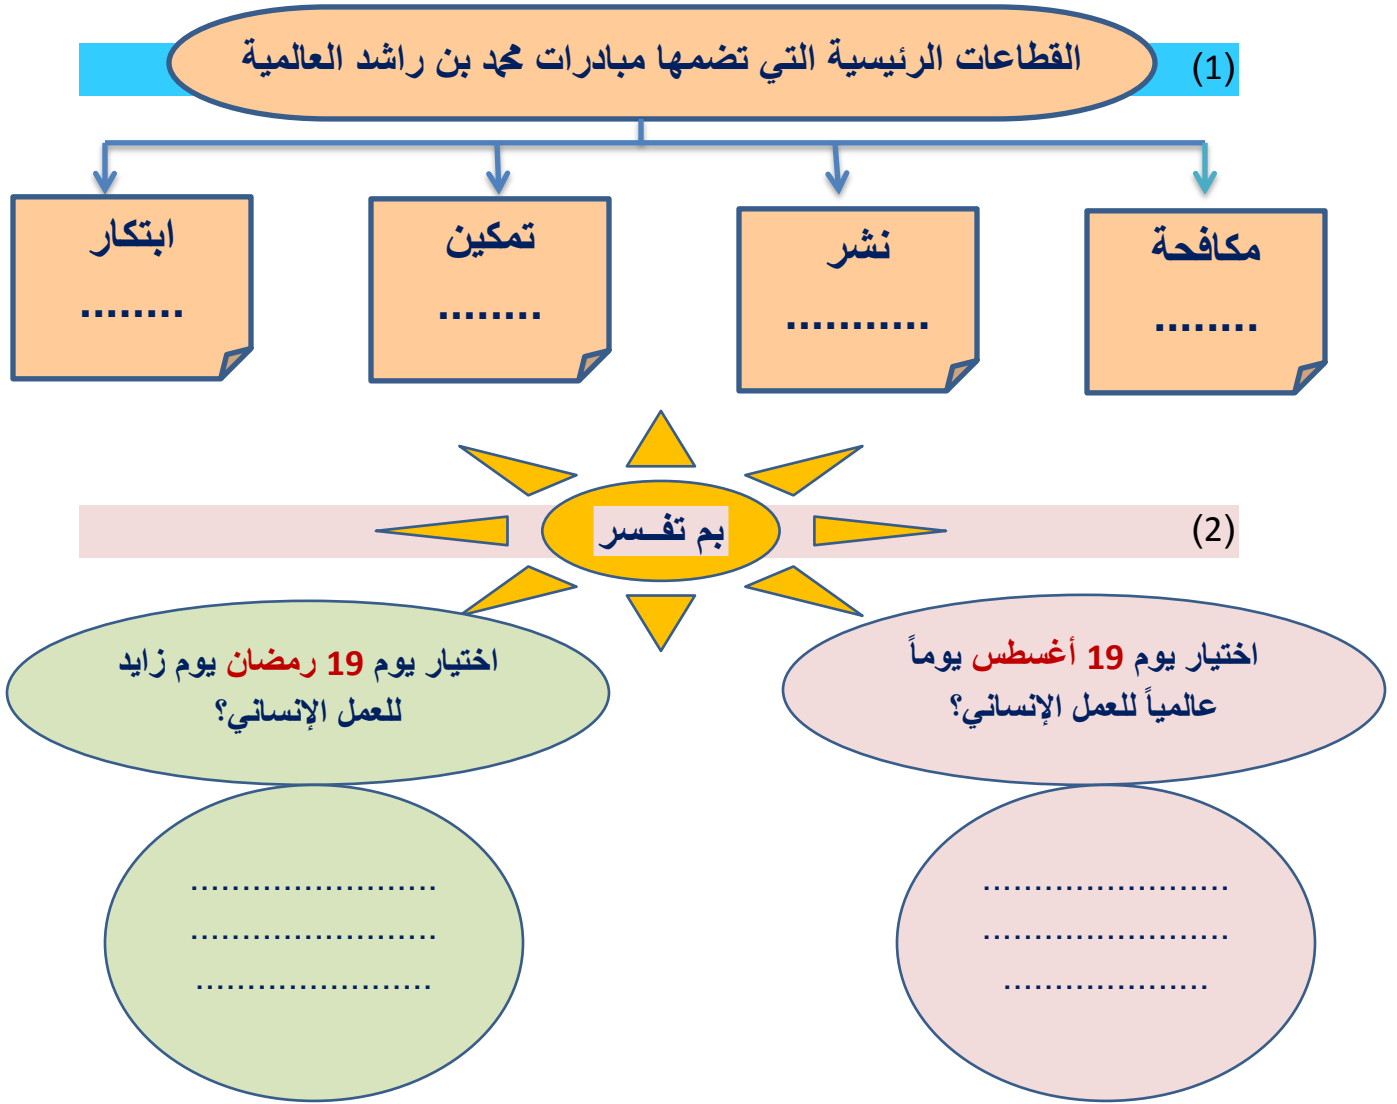 (1)
القطاعات الرئيسية التي تضمها مبادرات محمد بن راشد العالمية
مكافحة
........
نشر
...........
تمكين
........
ابتكار
........
(2)
بم تفـــسر
اختيار يوم 19 أغسطس يوماً
عالمياً للعمل الإنساني؟
........................
........................
....................
اختيار يوم 19 رمضان يوم زايد
للعمل الإنساني؟
........................
........................
.......................